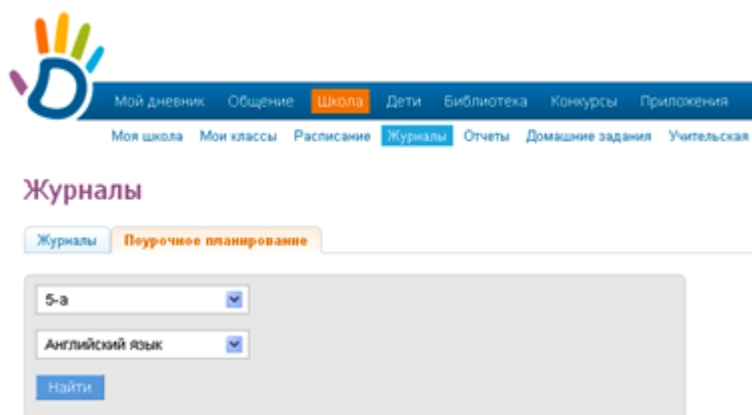 Мой дневник Общение Школа Дети Библиотека Конкурсы Приложения
Моя школа Мои классы Расписание Журналы Отчеты Домашние задания Учительская
Журналы
Журналы Поурочное планирование
5-а
Английский язык
Найти